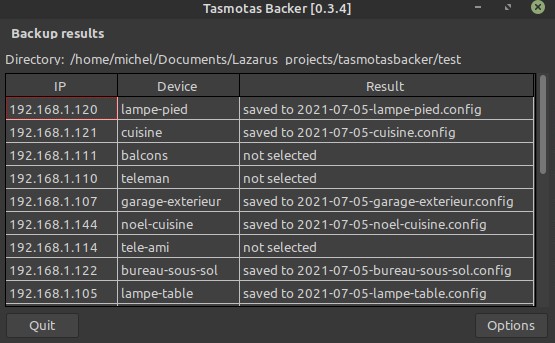 Tasmotas Backer [0.3.4]
Backup results
Directory: /home/michel/Documents/Lazarus projects/tasmotasbacker/test
IP Device Result
192.168.1.120 lampe-pied saved to 2021-07-05-lampe-pied.config
192.168.1.121 cuisine saved to 2021-07-05-cuisine.config
192.168.1.111 balcons not selected
192.168.1.110 teleman not selected
192.168.1.107 garage-exterieur saved to 2021-07-05-garage-exterieur.config
192.168.1.144 noel-cuisine saved to 2021-07-05-noel-cuisine.config
192.168.1.114 tele-ami not selected
192.168.1.122 bureau-sous-sol saved to 2021-07-05-bureau-sous-sol.config
192.168.1.105 lampe-table saved to 2021-07-05-lampe-table.config
Quit Options